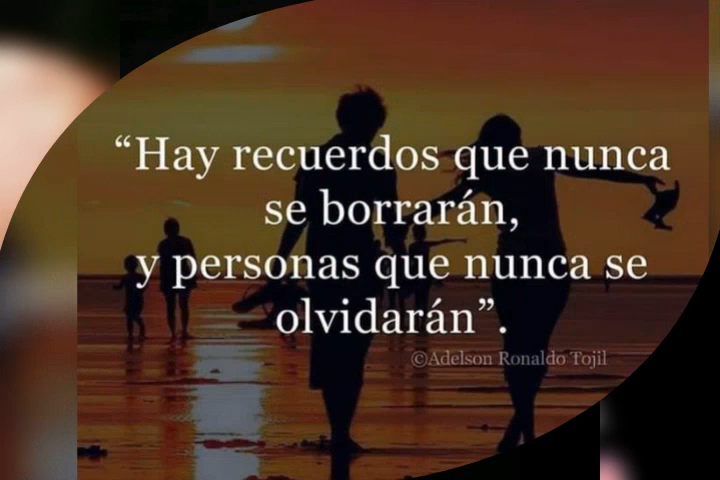 “Hay recuerdos que nunca
se borrarán,
y personas que nunca se
olvidarán”.
©Adelson Ronaldo Tojil